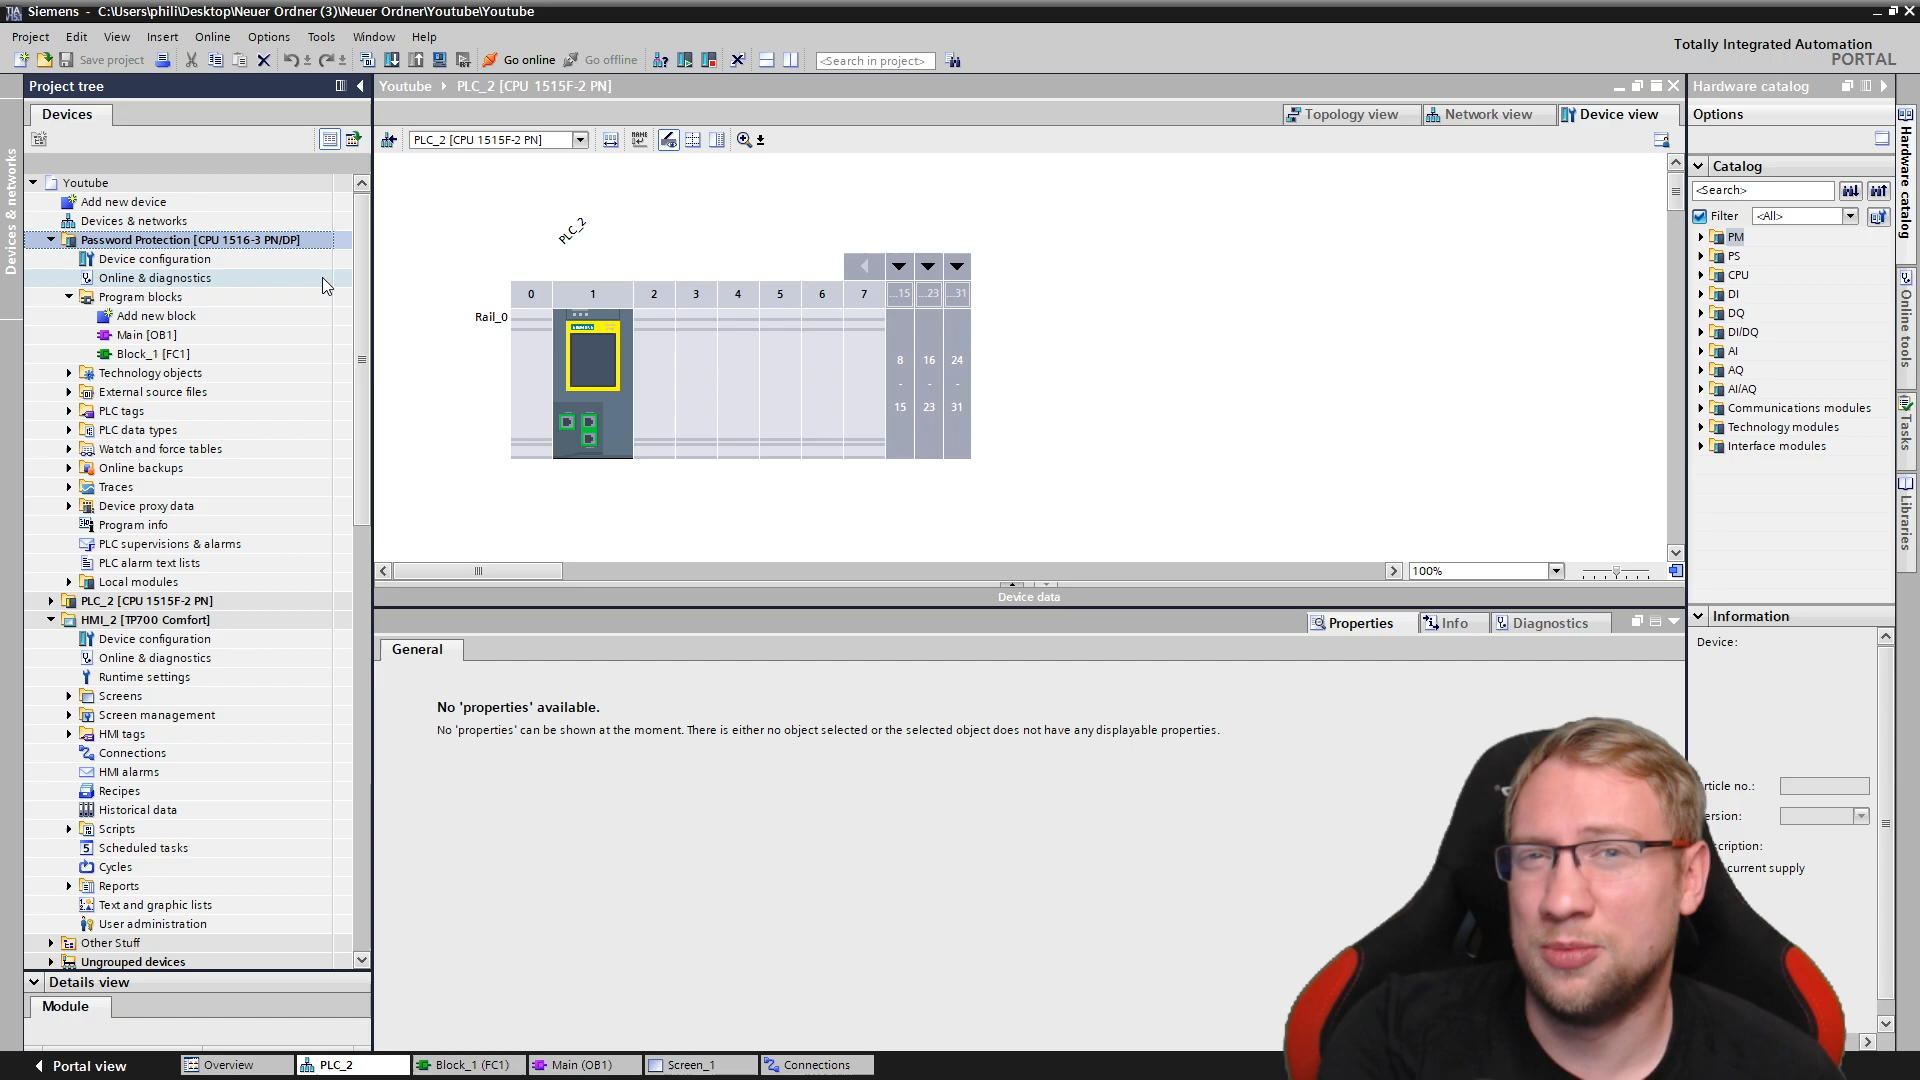 Siemens - C:\Users\phili\Desktop\Neuer Ordner (3)\Neuer Ordner\Youtube\Youtube
Project Edit View Insert Online Options Tools Window Help
Totally Integrated Automation
PORTAL
Save project Go online Go offline <Search in project>
Project tree
Youtube PLC_2 [CPU 1515F-2 PN]
Hardware catalog
Devices
Topology view Network view Device view
Options
PLC_2 [CPU 1515F-2 PN]
Catalog
<Search>
Filter <All>
PM
PS
CPU
DI
DQ
DI/DQ
AI
AQ
AI/AQ
Communications modules
Technology modules
Interface modules
Devices & networks
Youtube
Add new device
Devices & networks
Password Protection [CPU 1516-3 PN/DP]
Device configuration
Online & diagnostics
Program blocks
Add new block
Main [OB1]
Block_1 [FC1]
Technology objects
External source files
PLC tags
PLC data types
Watch and force tables
Online backups
Traces
Device proxy data
Program info
PLC supervisions & alarms
PLC alarm text lists
Local modules
PLC_2 [CPU 1515F-2 PN]
HMI_2 [TP700 Comfort]
Device configuration
Online & diagnostics
Runtime settings
Screens
Screen management
HMI tags
Connections
HMI alarms
Recipes
Historical data
Scripts
Scheduled tasks
Cycles
Reports
Text and graphic lists
User administration
Other Stuff
Ungrouped devices
Details view
Module
PLC_2
0 1 2 3 4 5 6 7 ...15 ...23 ...31
Rail_0
SIEMENS
8 16 24
- - -
15 23 31
100%
Device data
Properties Info Diagnostics
General
No 'properties' available.
No 'properties' can be shown at the moment. There is either no object selected or the selected object does not have any displayable properties.
Information
Device:
rticle no.:
ersion:
cription:
current supply
Hardware catalog
Online tools
Tasks
Libraries
Portal view Overview PLC_2 Block_1 (FC1) Main (OB1) Screen_1 Connections